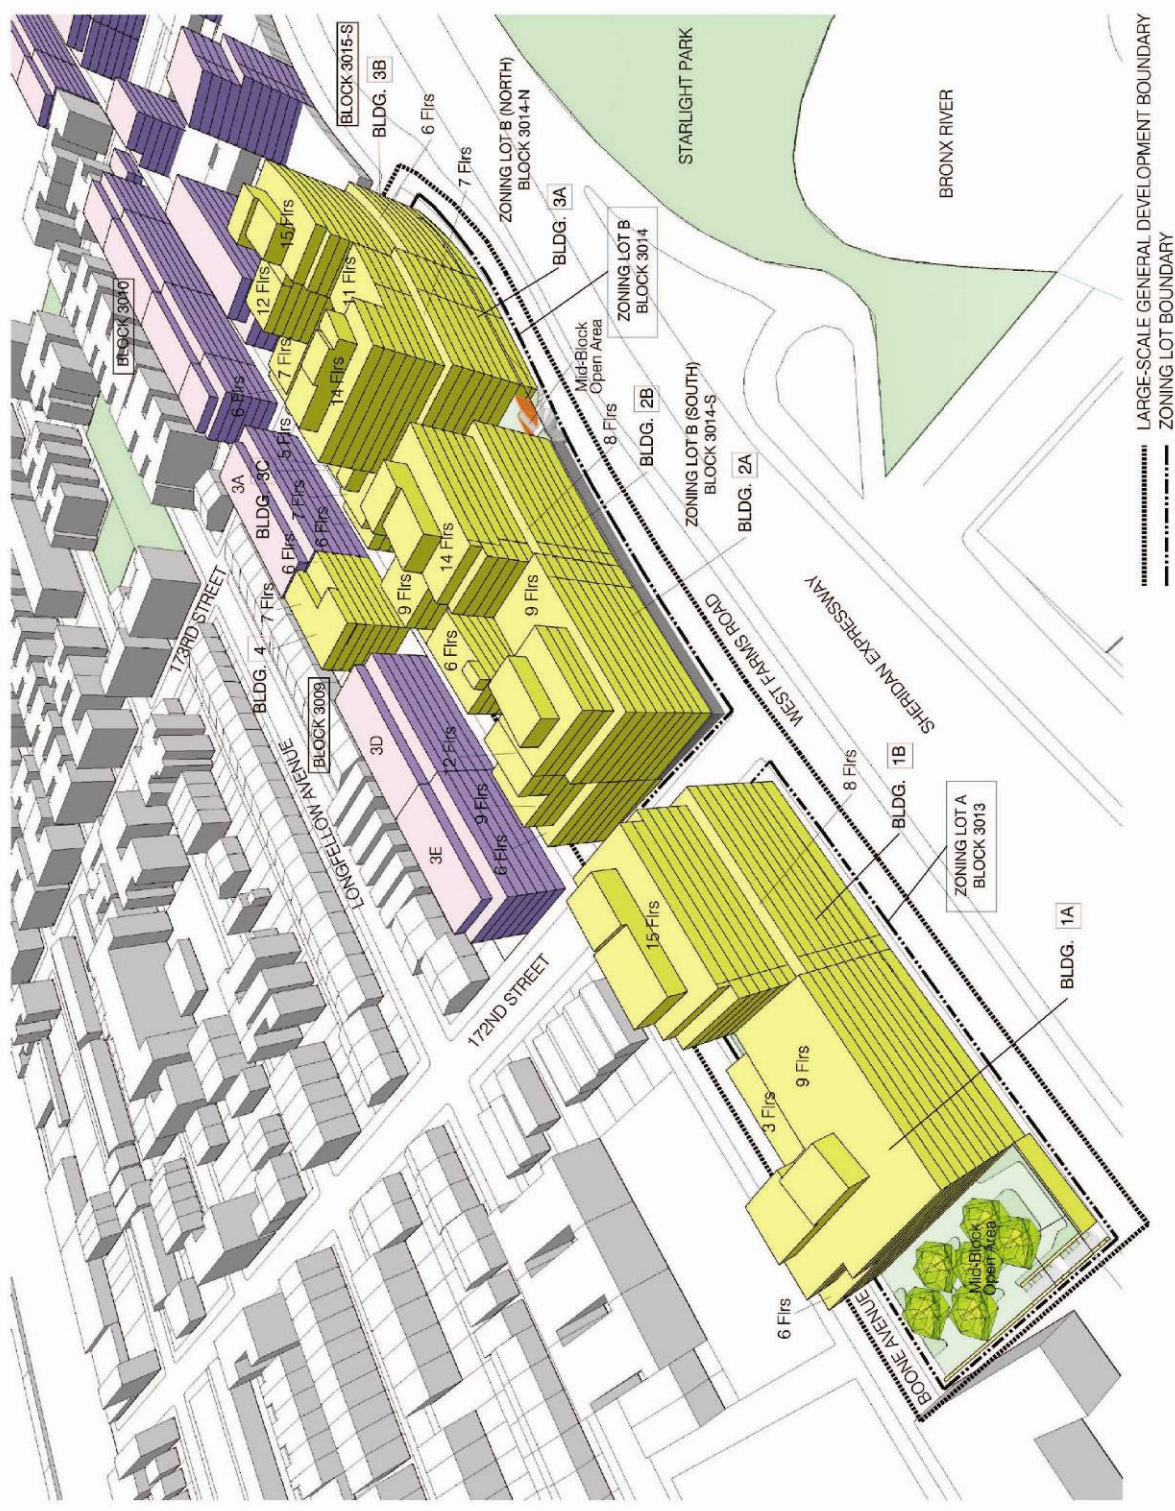 BLOCK 3015-S
BLDG. 3B
6 Flrs
7 Flrs
ZONING LOT B (NORTH)
BLOCK 3014-N
BLDG. 3A
ZONING LOT B
BLOCK 3014
Mid-Block
Open Area
BLDG. 2B
8 Flrs
ZONING LOT B (SOUTH)
BLOCK 3014-S
BLDG. 2A
STARLIGHT PARK
BRONX RIVER
LARGE-SCALE GENERAL DEVELOPMENT BOUNDARY
ZONING LOT BOUNDARY
BLOCK 3010
15 Flrs
12 Flrs
11 Flrs
7 Flrs
14 Flrs
6 Flrs
5 Flrs
3A
BLDG. 3C
7 Flrs
6 Flrs
6 Flrs
173RD STREET
7 Flrs
BLDG. 4
BLOCK 3009
LONGFELLOW AVENUE
9 Flrs
14 Flrs
9 Flrs
6 Flrs
3D
12 Flrs
9 Flrs
3E
6 Flrs
172ND STREET
WEST FARMS ROAD
SHERIDAN EXPRESSWAY
15 Flrs
8 Flrs
BLDG. 1B
ZONING LOT A
BLOCK 3013
BLDG. 1A
9 Flrs
3 Flrs
6 Flrs
Mid-Block
Open Area
BOONE AVENUE